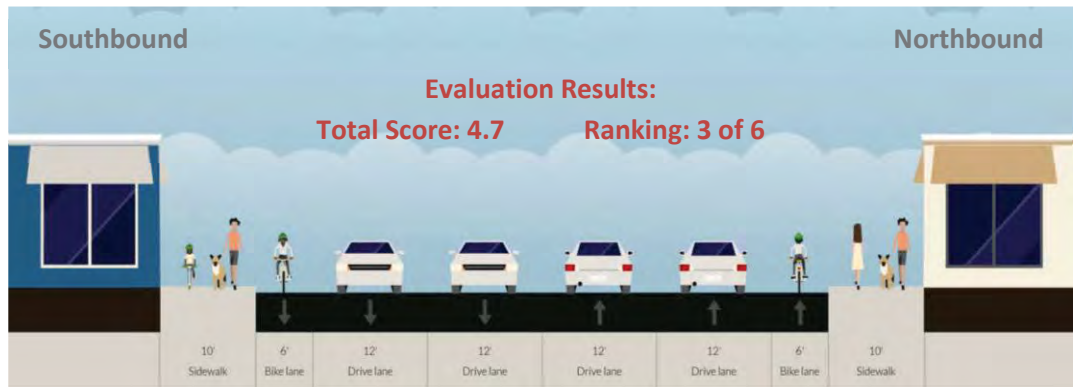 Southbound Northbound
Evaluation Results:
Total Score: 4.7 Ranking: 3 of 6
10' 6' 12' 12' 12' 12' 6' 10'
Sidewalk Bike lane Drive lane Drive lane Drive lane Drive lane Bike lane Sidewalk